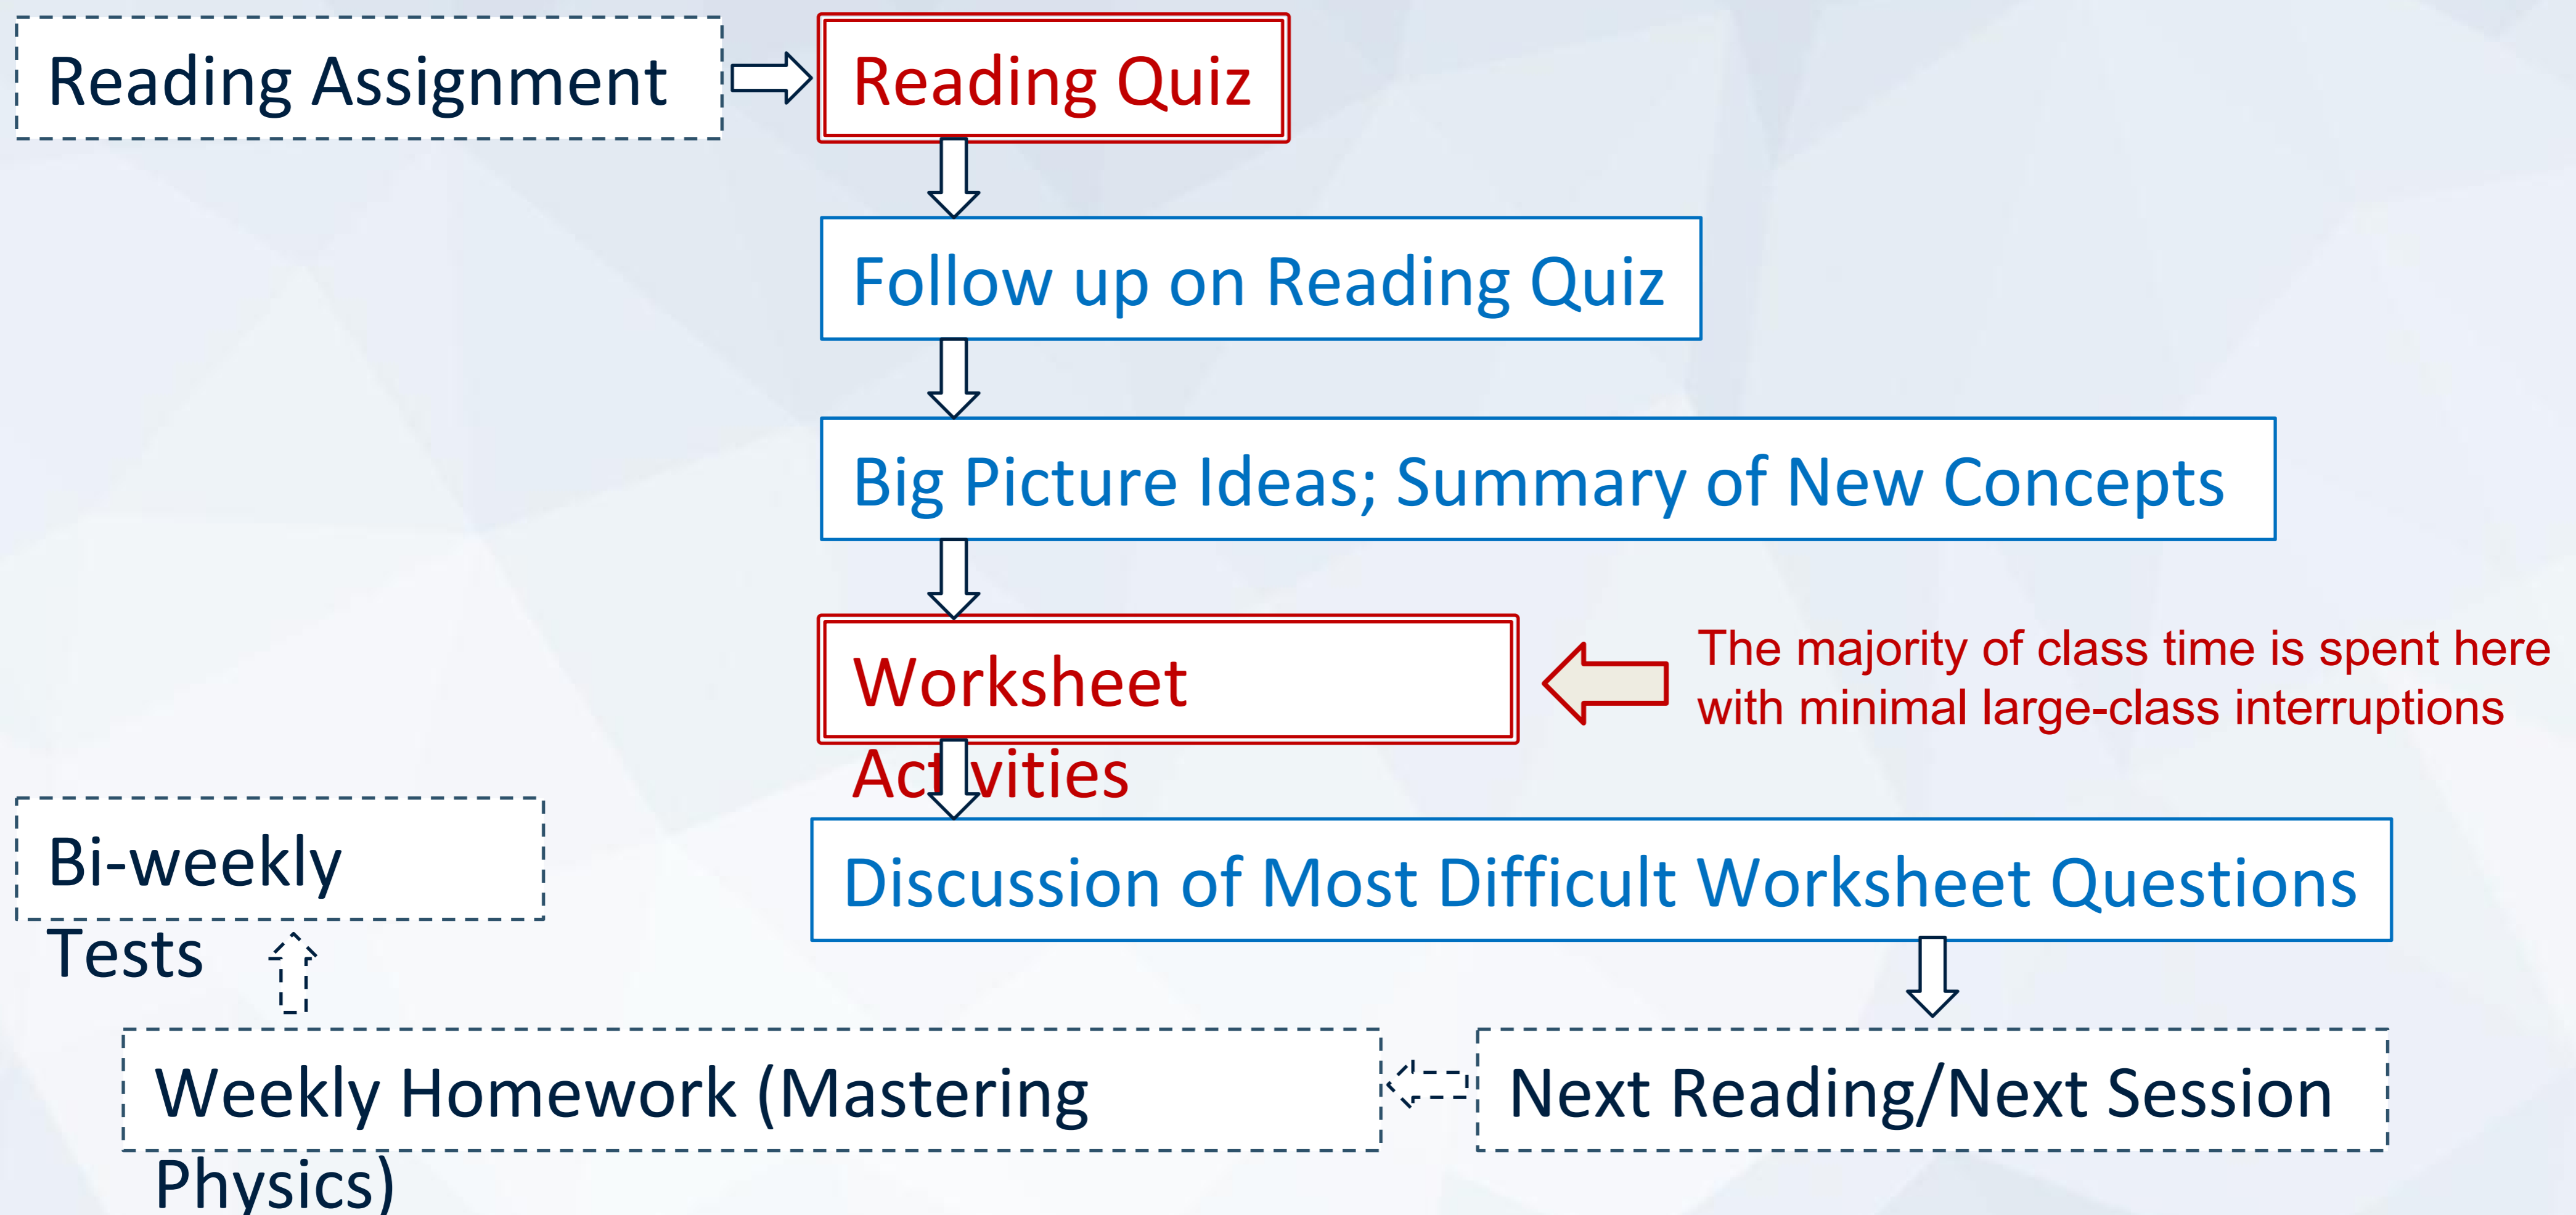 Reading Assignment
Reading Quiz
Follow up on Reading Quiz
Big Picture Ideas; Summary of New Concepts
Worksheet
Activities
The majority of class time is spent here
with minimal large-class interruptions
Discussion of Most Difficult Worksheet Questions
Next Reading/Next Session
Weekly Homework (Mastering
Physics)
Bi-weekly
Tests